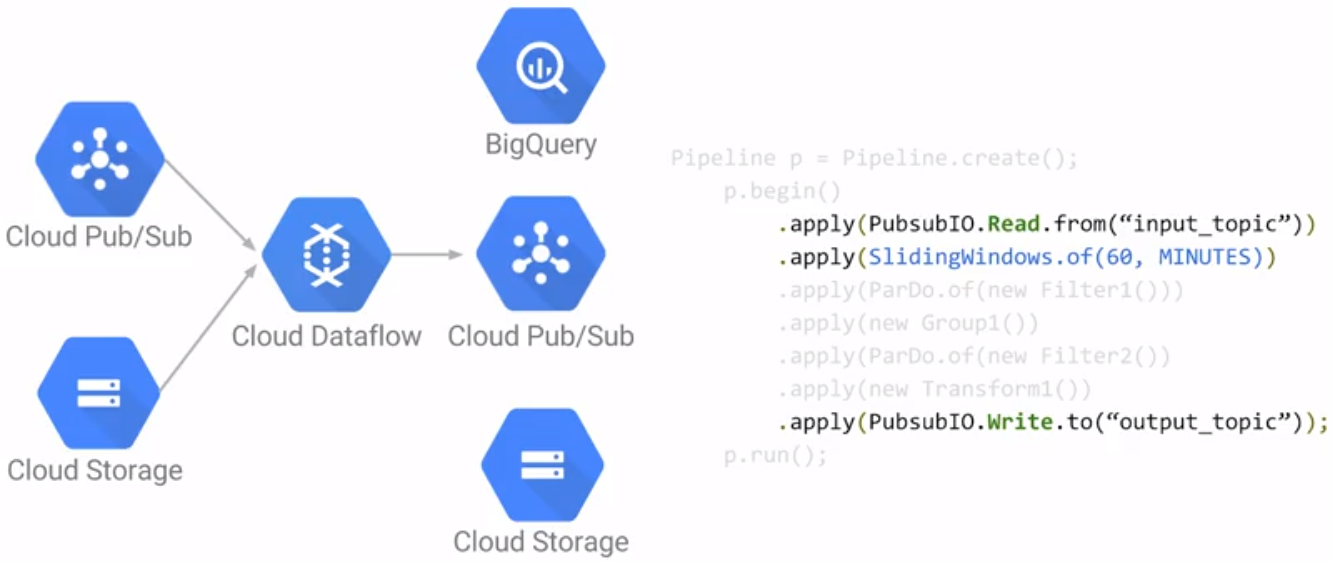 BigQuery
Cloud Pub/Sub
Cloud Dataflow
Cloud Pub/Sub
Cloud Storage
Cloud Storage
Pipeline p = Pipeline.create();
p.begin()
.apply(PubsubIO.Read.from(“input_topic”))
.apply(SlidingWindows.of(60, MINUTES))
.apply(ParDo.of(new Filter1()))
.apply(new Group1())
.apply(ParDo.of(new Filter2())
.apply(new Transform1())
.apply(PubsubIO.Write.to(“output_topic”));
p.run();